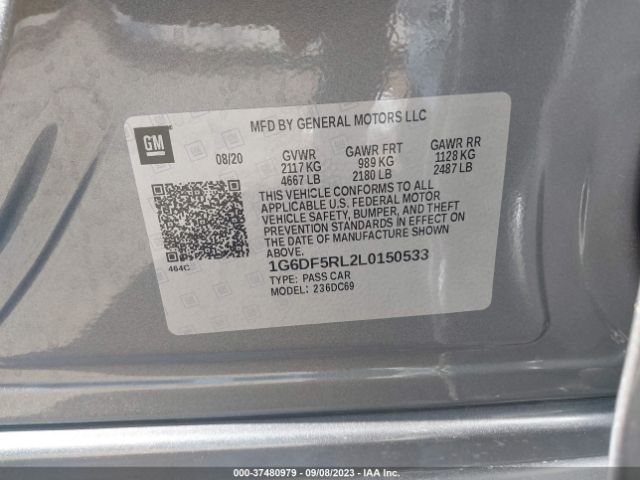 MFD BY GENERAL MOTORS LLC
GM
08/20 GVWR GAWR FRT GAWR RR
2117 KG 989 KG 1128 KG
4667 LB 2180 LB 2487 LB
THIS VEHICLE CONFORMS TO ALL
APPLICABLE U.S. FEDERAL MOTOR
VEHICLE SAFETY, BUMPER, AND THEFT
PREVENTION STANDARDS IN EFFECT ON
THE DATE OF MANUFACTURE SHOWN
ABOVE.
464C
1G6DF5RL2L0150533
TYPE: PASS CAR
MODEL: 236DC69
000-37480979 - 09/08/2023 - IAA Inc.